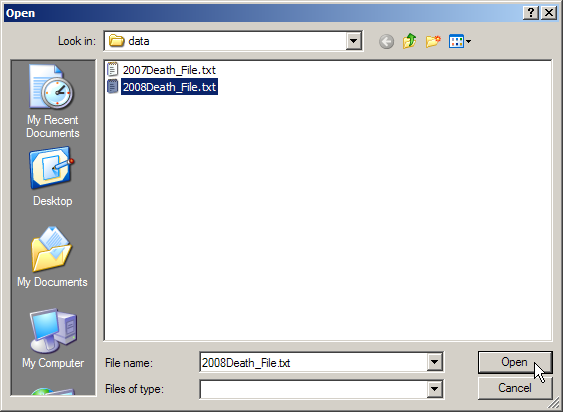 Open
Look in: data
2007Death_File.txt
2008Death_File.txt
My Recent
Documents
Desktop
My Documents
My Computer
File name: 2008Death_File.txt Open
Files of type: Cancel